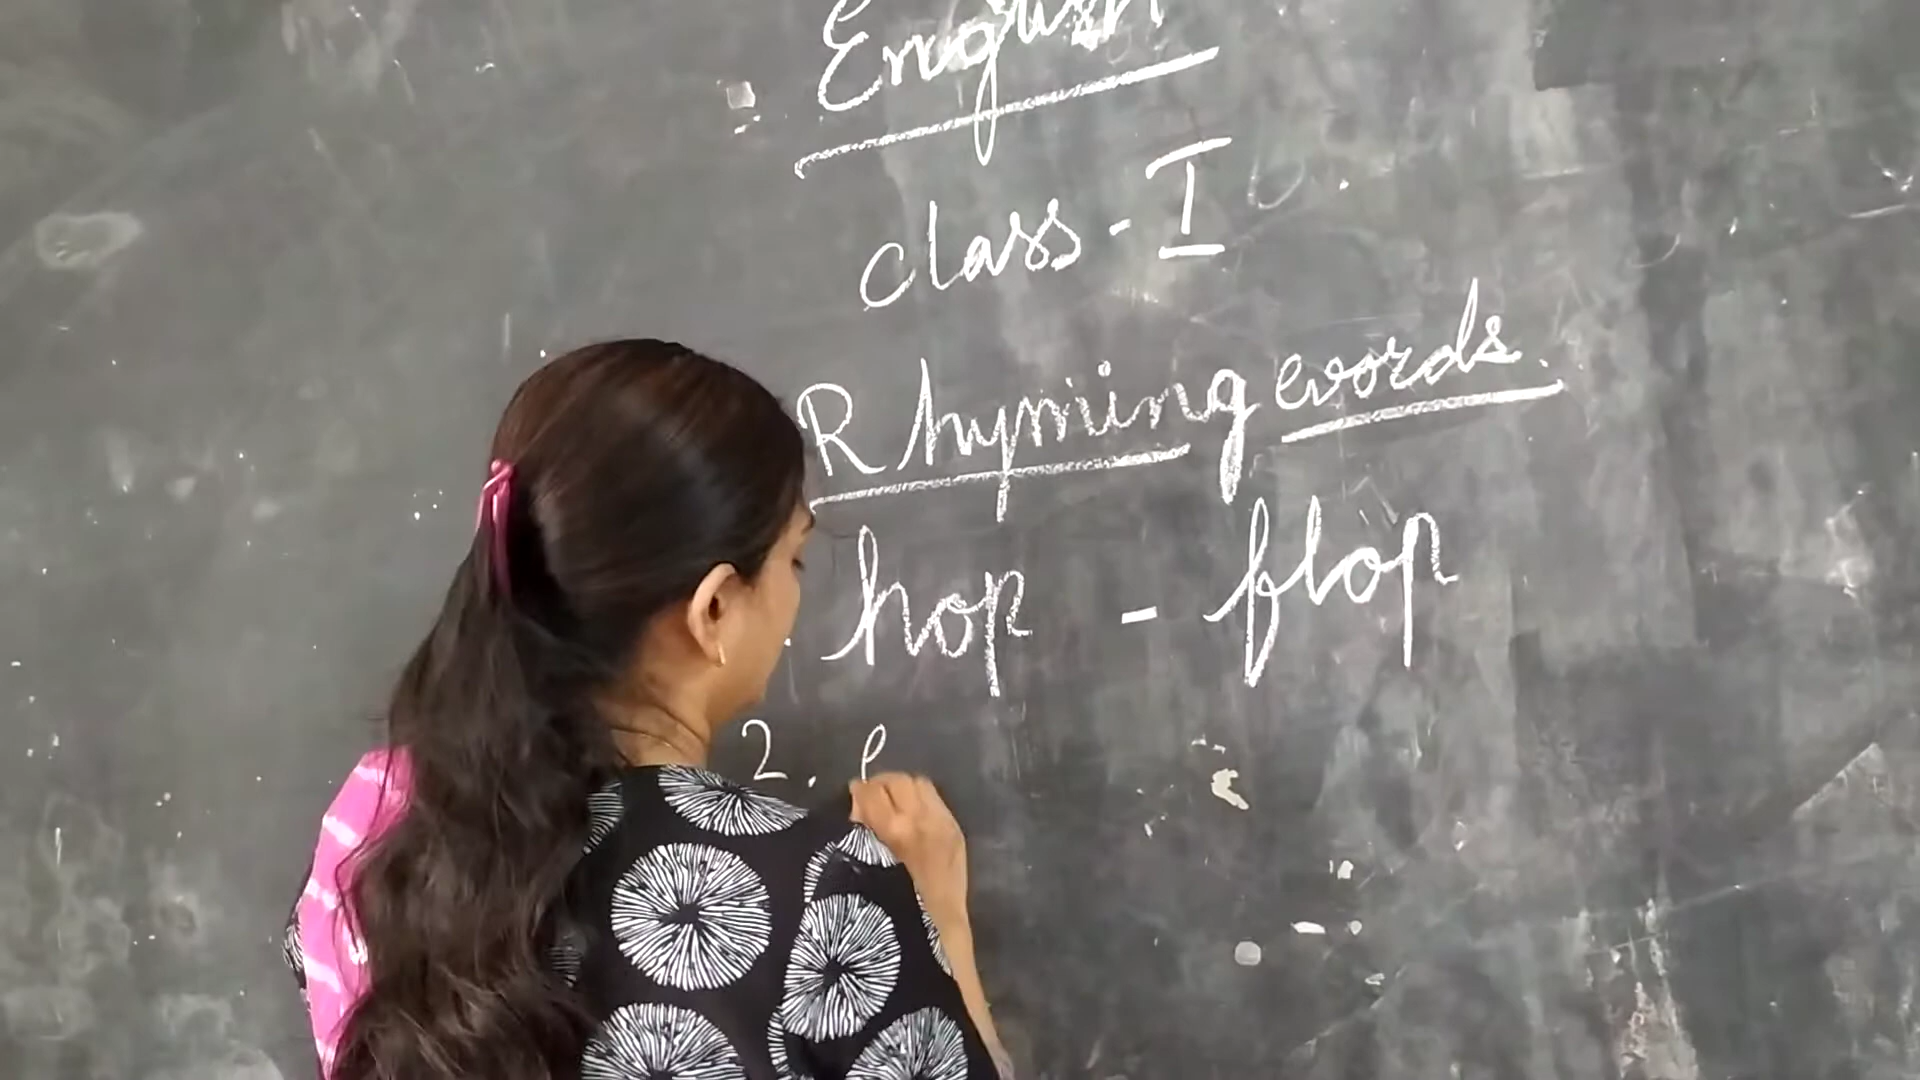 English
class - I
Rhyming words.
hop - flop
2.